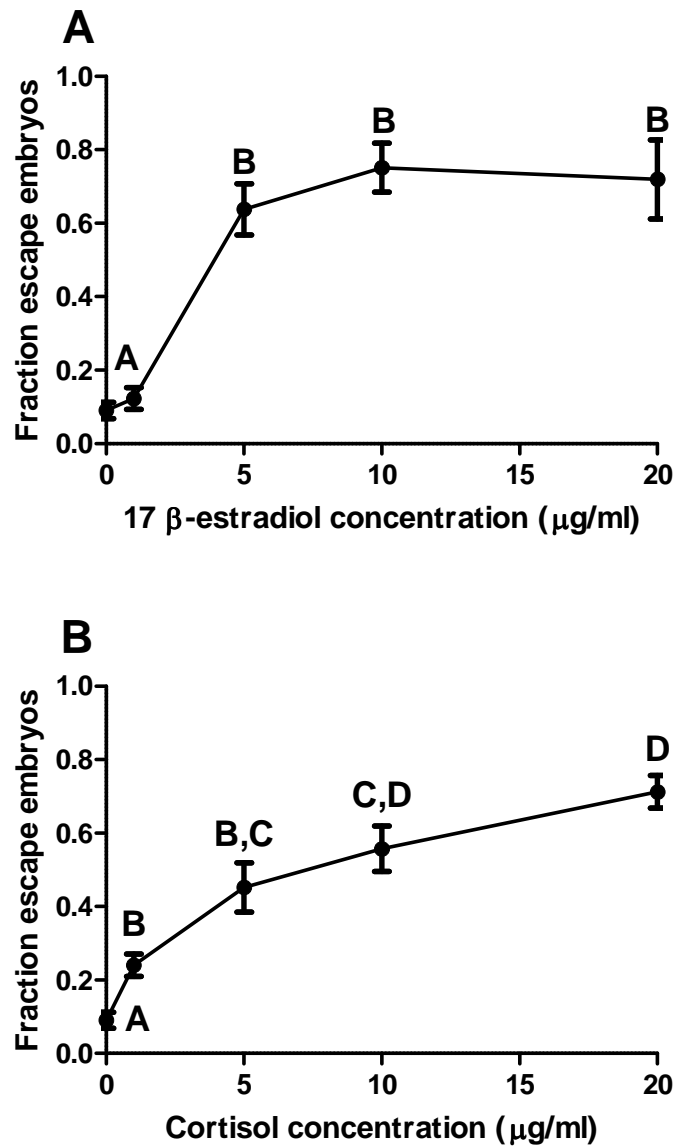 A
Fraction escape embryos
1.0
0.8
0.6
0.4
0.2
0.0
B
B
B
A
0
5
10
15
20
17 β-estradiol concentration (μg/ml)
B
Fraction escape embryos
1.0
0.8
0.6
0.4
0.2
0.0
D
C,D
B,C
B
A
0
5
10
15
20
Cortisol concentration (μg/ml)